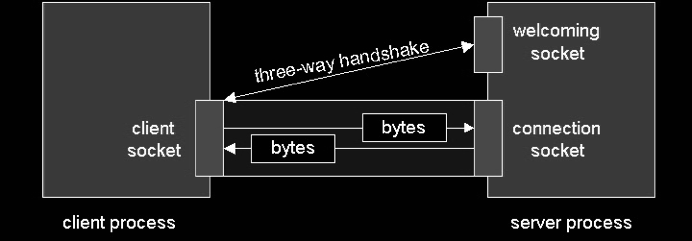 three-way handshake
welcoming
socket
client
socket
bytes
bytes
connection
socket
client process
server process